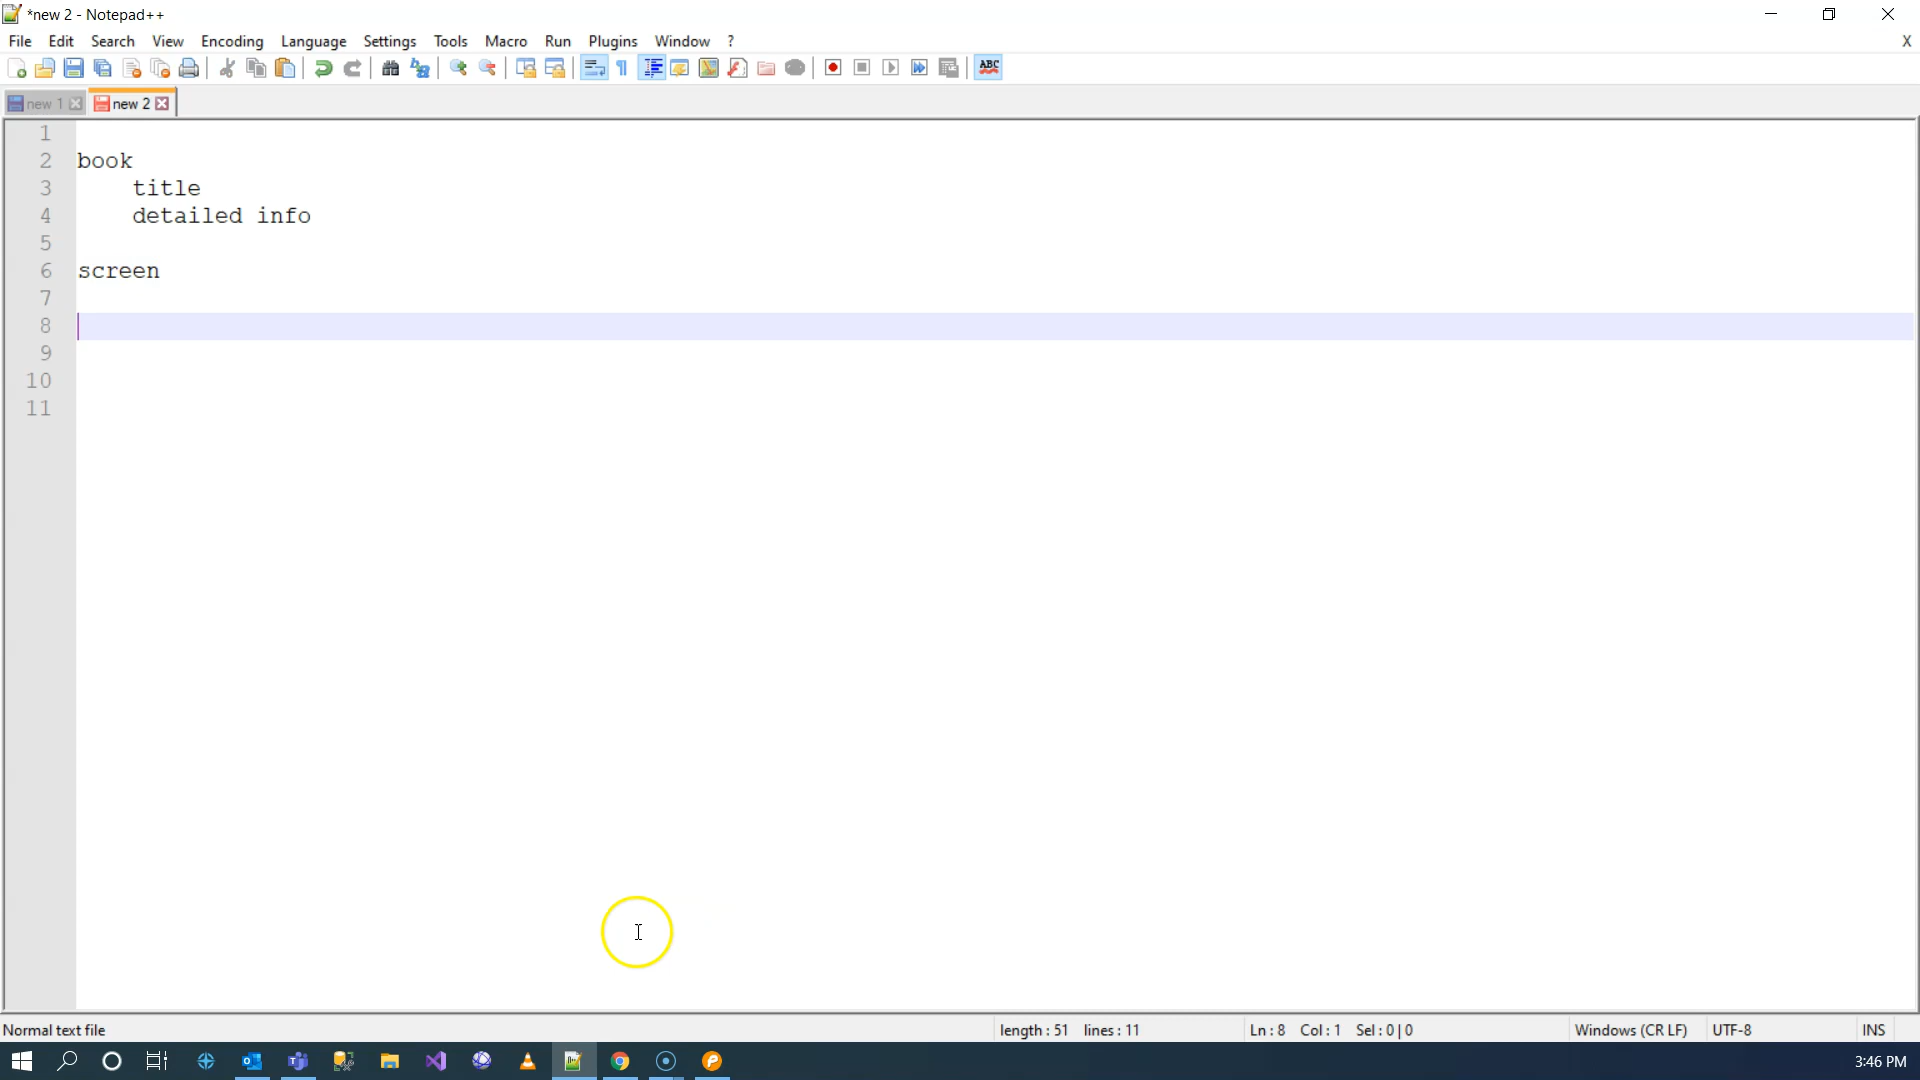 *new 2 - Notepad++
File Edit Search View Encoding Language Settings Tools Macro Run Plugins Window ? X
ABC
new 1 new 2
1
2 book
3 title
4 detailed info
5
6 screen
7
8
9
10
11
Normal text file length : 51 lines : 11 Ln : 8 Col : 1 Sel : 0 | 0 Windows (CR LF) UTF-8 INS
3:46 PM